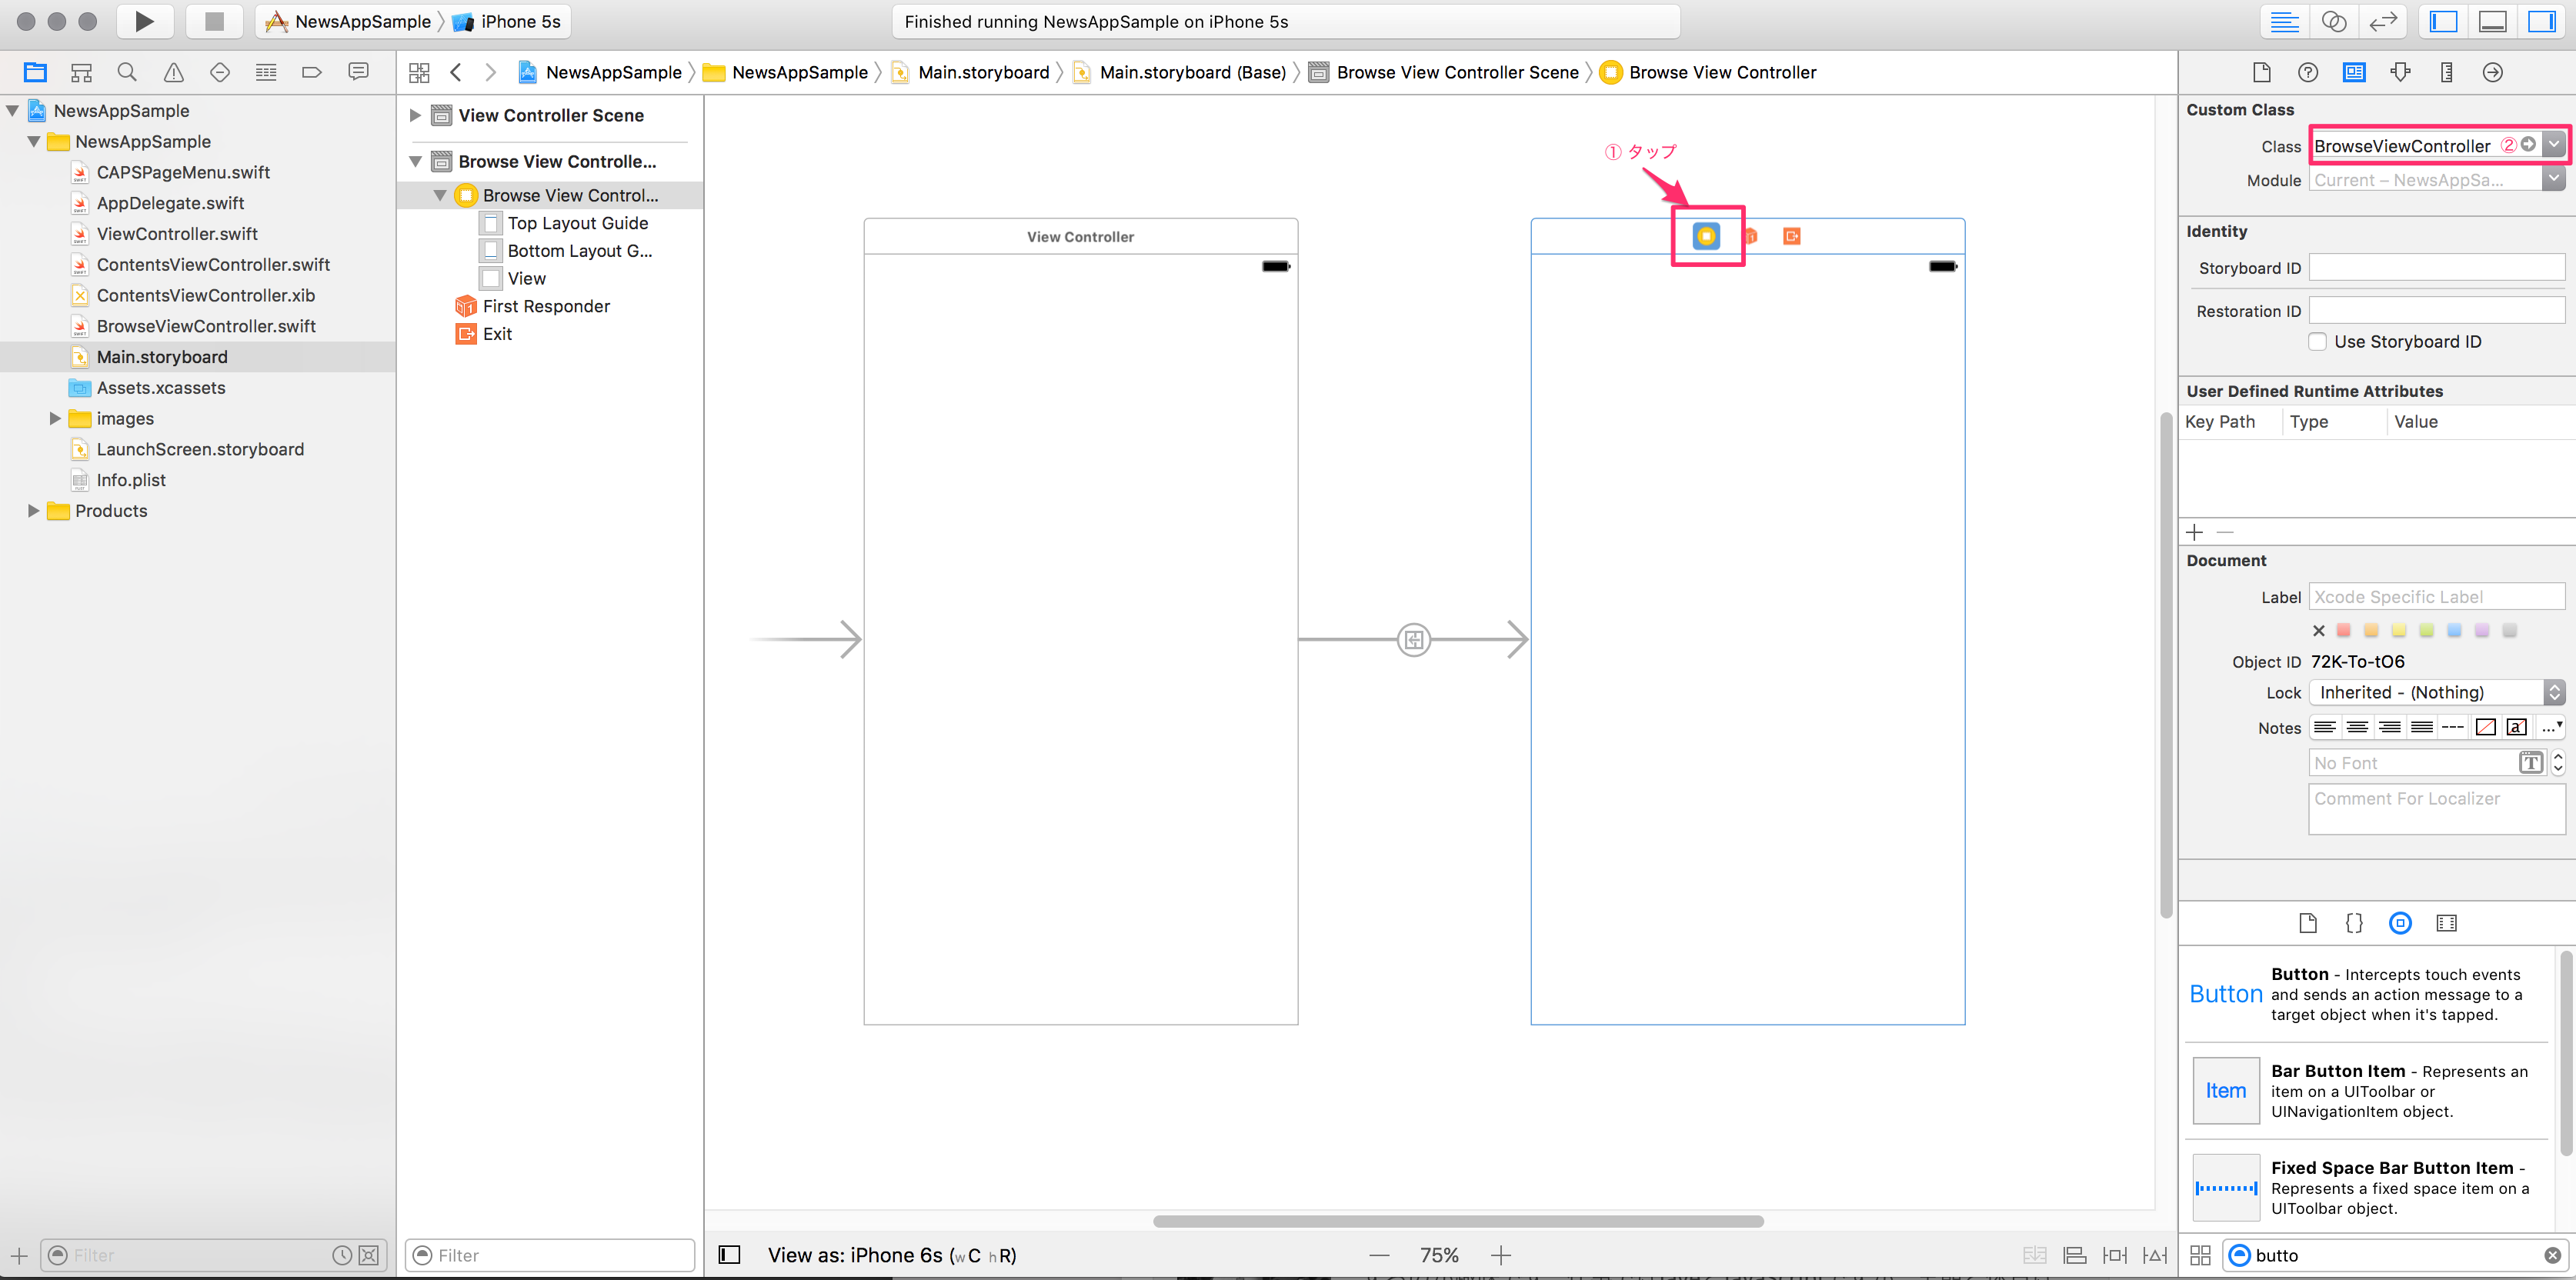 NewsAppSample 〉 iPhone 5s
Finished running NewsAppSample on iPhone 5s
NewsAppSample 〉 NewsAppSample 〉 Main.storyboard 〉 Main.storyboard (Base) 〉 Browse View Controller Scene 〉 Browse View Controller
NewsAppSample
NewsAppSample
CAPSPageMenu.swift
AppDelegate.swift
ViewController.swift
ContentsViewController.swift
ContentsViewController.xib
BrowseViewController.swift
Main.storyboard
Assets.xcassets
images
LaunchScreen.storyboard
Info.plist
Products
Filter
View Controller Scene
Browse View Controlle...
Browse View Control...
Top Layout Guide
Bottom Layout G...
View
First Responder
Exit
Filter
① タップ
View Controller
View as: iPhone 6s (wC hR)
75%
Custom Class
Class BrowseViewController ②
Module Current – NewsAppSa...
Identity
Storyboard ID
Restoration ID
Use Storyboard ID
User Defined Runtime Attributes
Key Path Type Value
Document
Label Xcode Specific Label
Object ID 72K-To-tO6
Lock Inherited - (Nothing)
Notes
No Font
Comment For Localizer
Button
Button - Intercepts touch events
and sends an action message to a
target object when it's tapped.
Item
Bar Button Item - Represents an
item on a UIToolbar or
UINavigationItem object.
Fixed Space Bar Button Item -
Represents a fixed space item on a
UIToolbar object.
butto